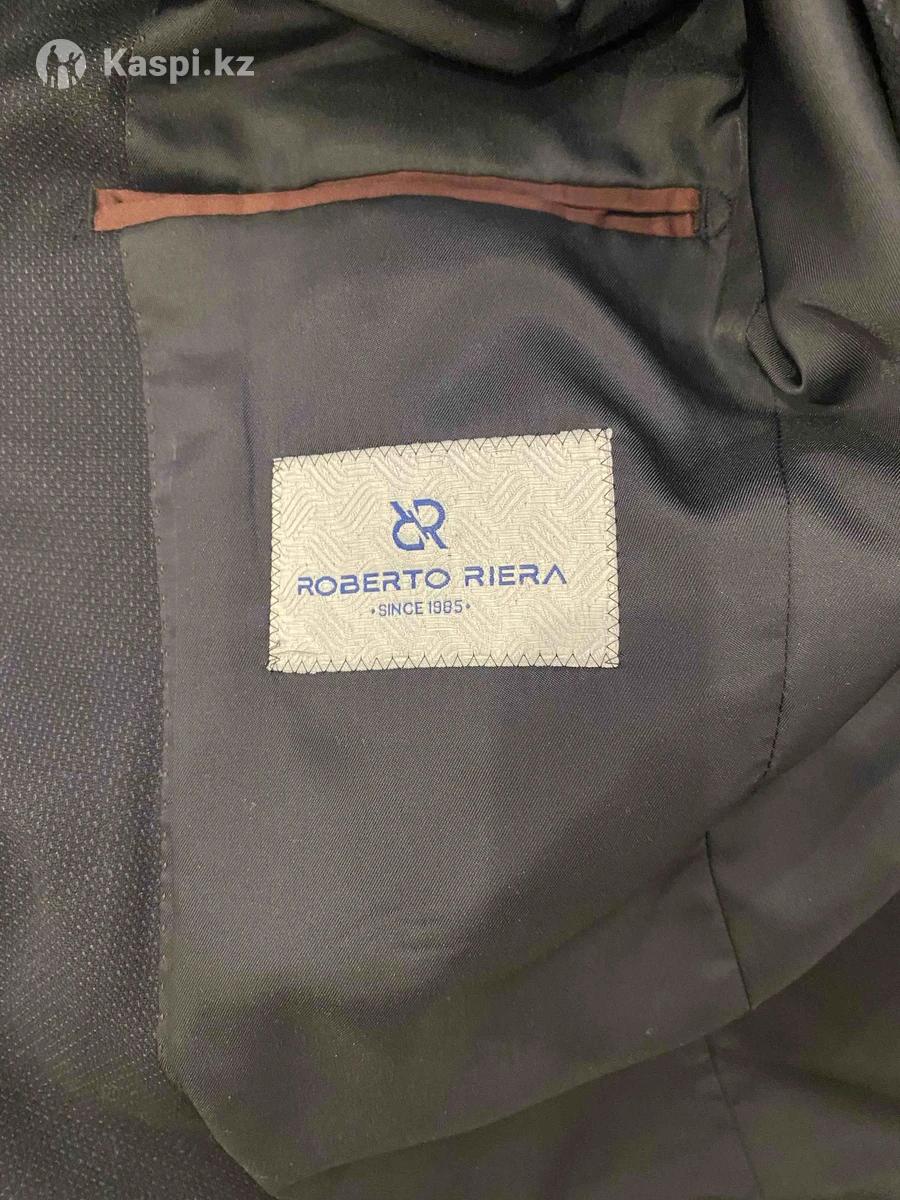 Kaspi.kz
RR
ROBERTO RIERA
•SINCE 1985•